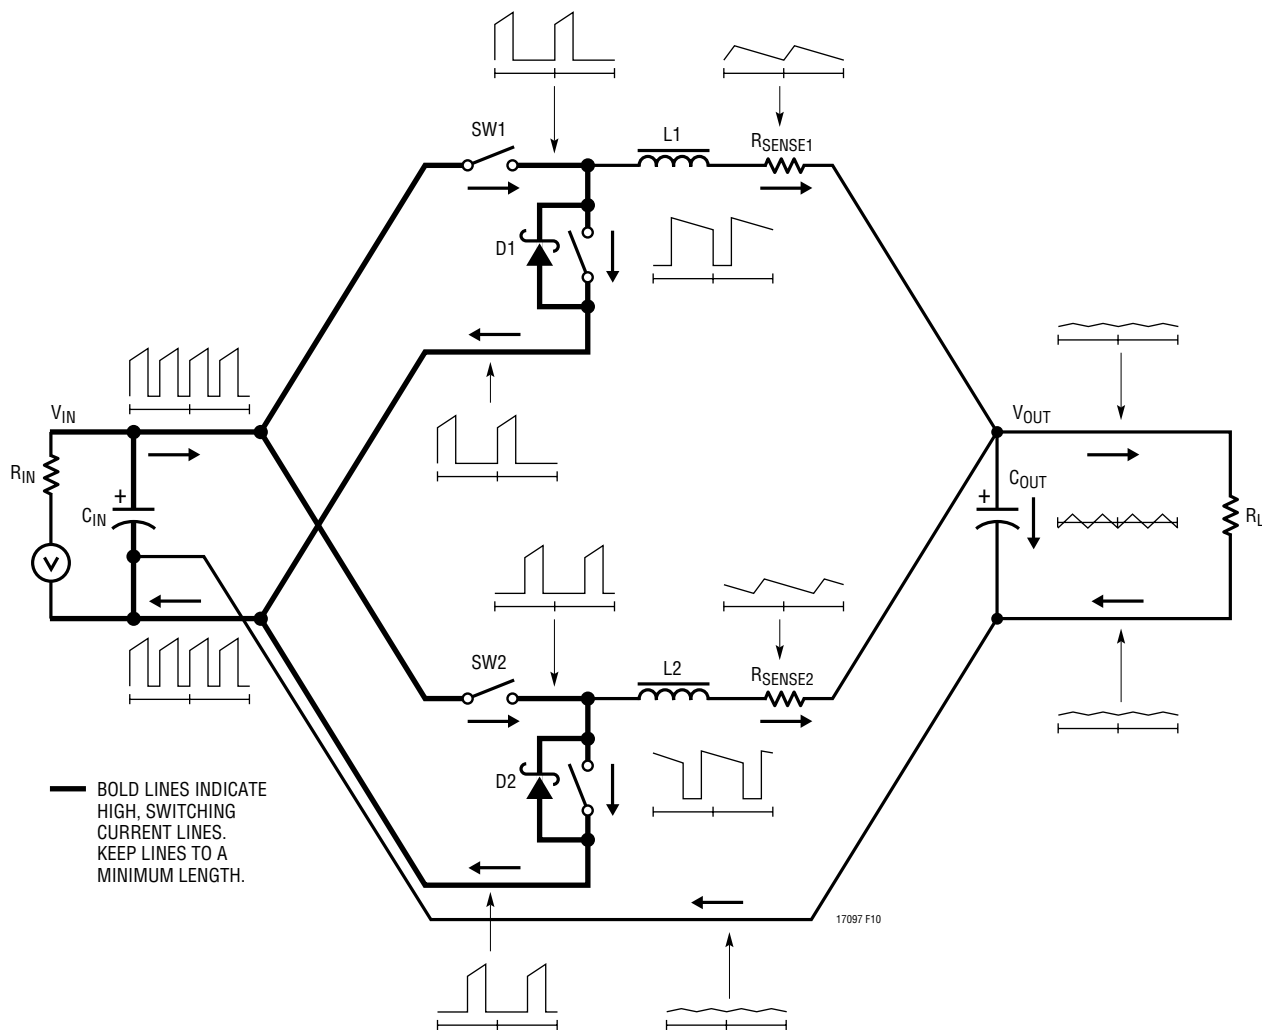 SW1
L1
RSENSE1
D1
VIN
RIN
CIN
+
V
VOUT
COUT
+
RL
SW2
L2
RSENSE2
D2
BOLD LINES INDICATE
HIGH, SWITCHING
CURRENT LINES.
KEEP LINES TO A
MINIMUM LENGTH.
17097 F10